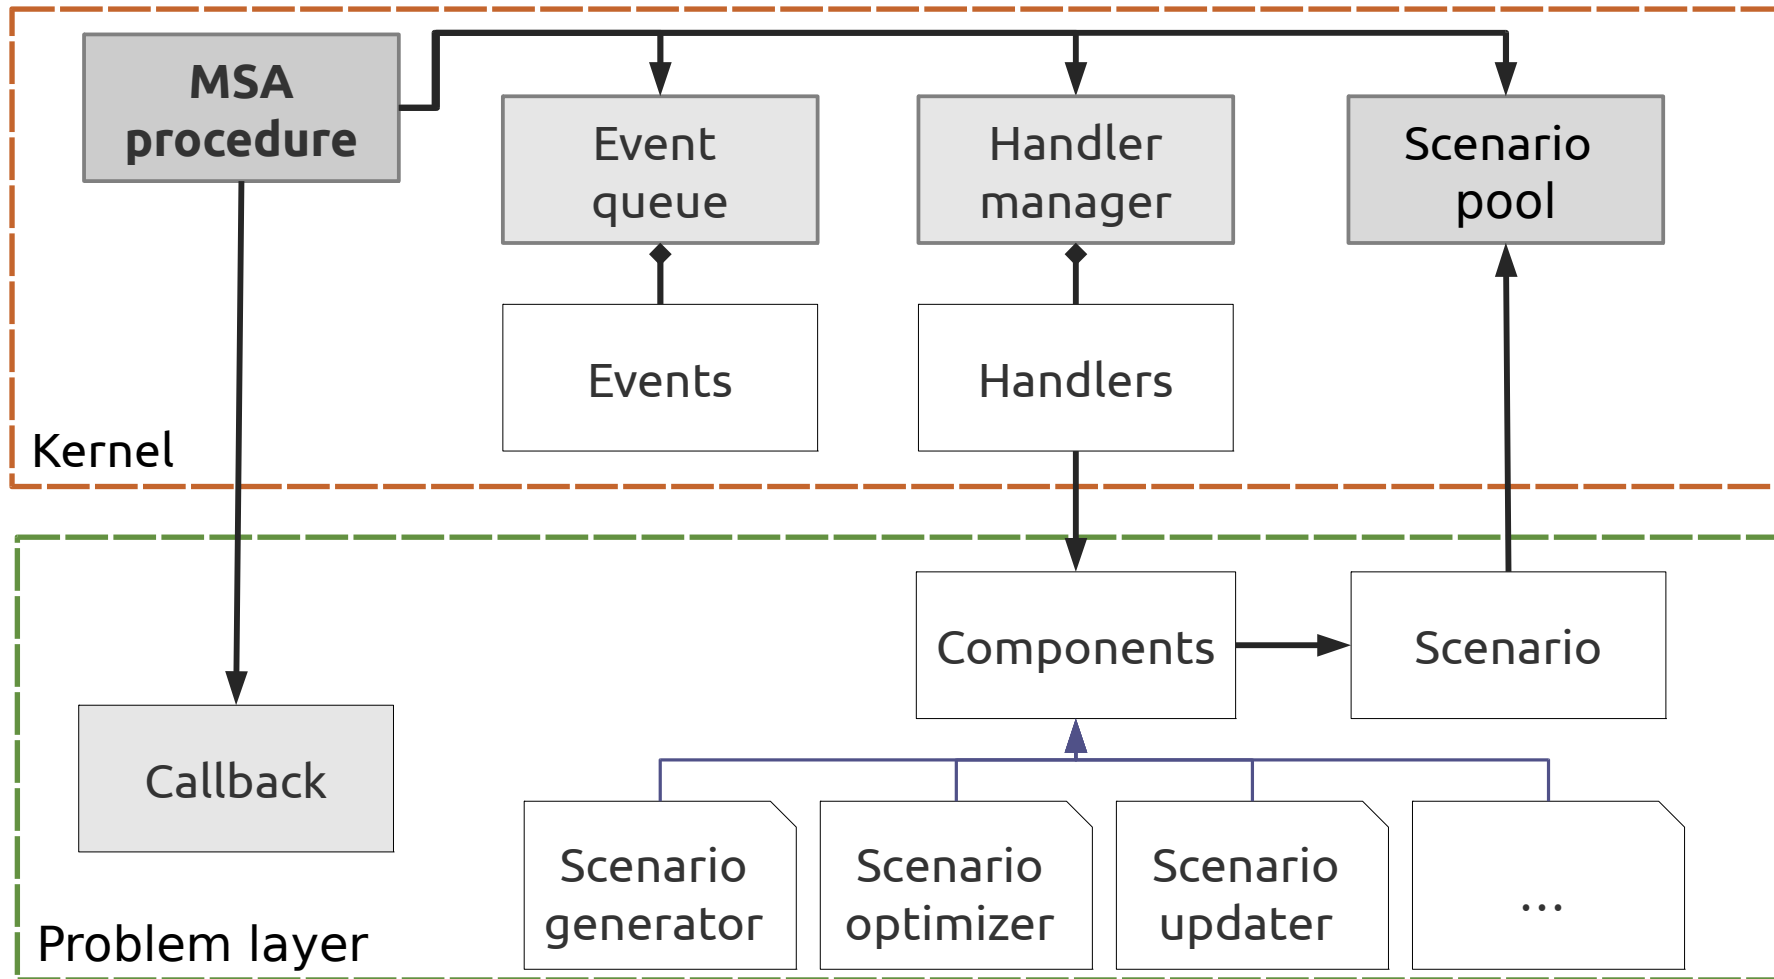 MSA
procedure
Event
queue
Handler
manager
Scenario
pool
Events
Handlers
Kernel
Components
Scenario
Callback
Scenario
generator
Scenario
optimizer
Scenario
updater
...
Problem layer